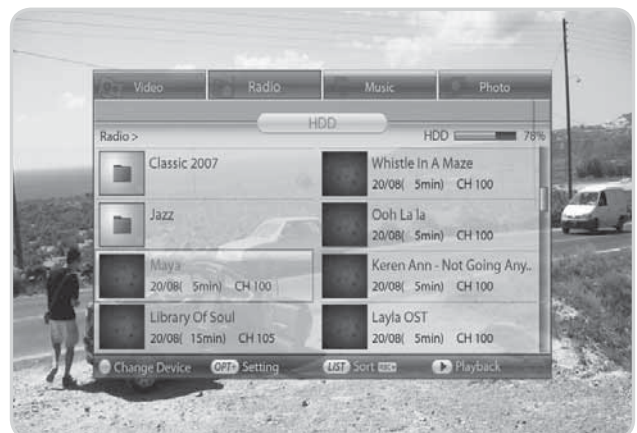 Video Radio Music Photo
HDD
Radio > HDD 78%
Classic 2007
Whistle In A Maze
20/08( 5min) CH 100
Jazz
Ooh La la
20/08( 5min) CH 100
Maya
20/08( 5min) CH 100
Keren Ann - Not Going Any..
20/08( 5min) CH 100
Library Of Soul
20/08( 15min) CH 105
Layla OST
20/08( 5min) CH 100
Change Device OPT+ Setting LIST Sort REC Playback